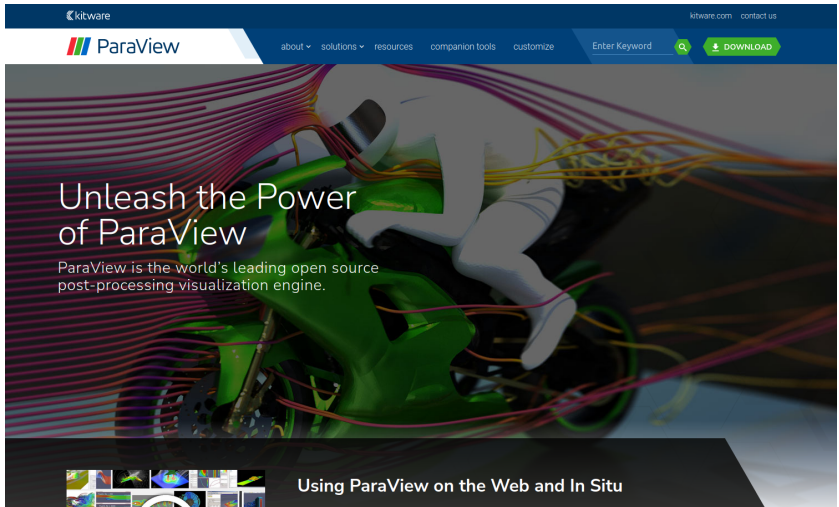 kitware
kitware.com contact us
ParaView
about solutions resources companion tools customize
Enter Keyword
DOWNLOAD
Unleash the Power
of ParaView
ParaView is the world's leading open source
post-processing visualization engine.
Using ParaView on the Web and In Situ